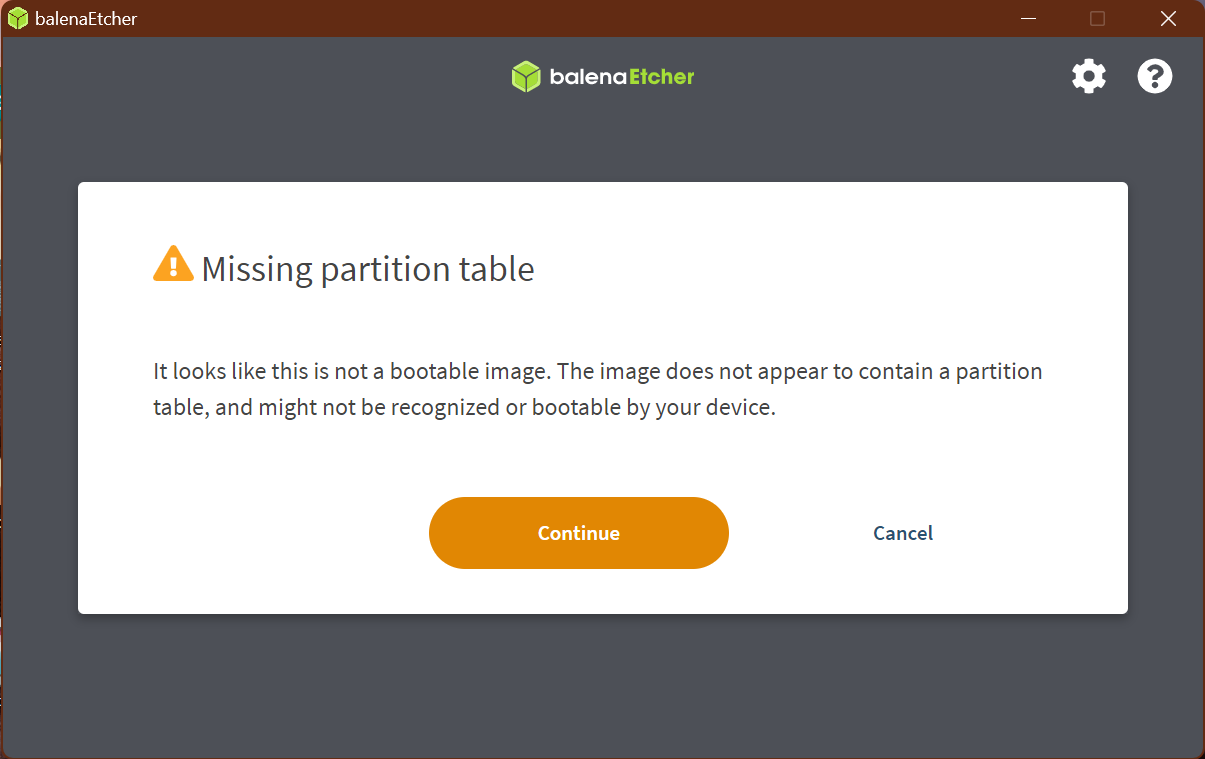 balenaEtcher
balenaEtcher
Missing partition table
It looks like this is not a bootable image. The image does not appear to contain a partition
table, and might not be recognized or bootable by your device.
Continue Cancel